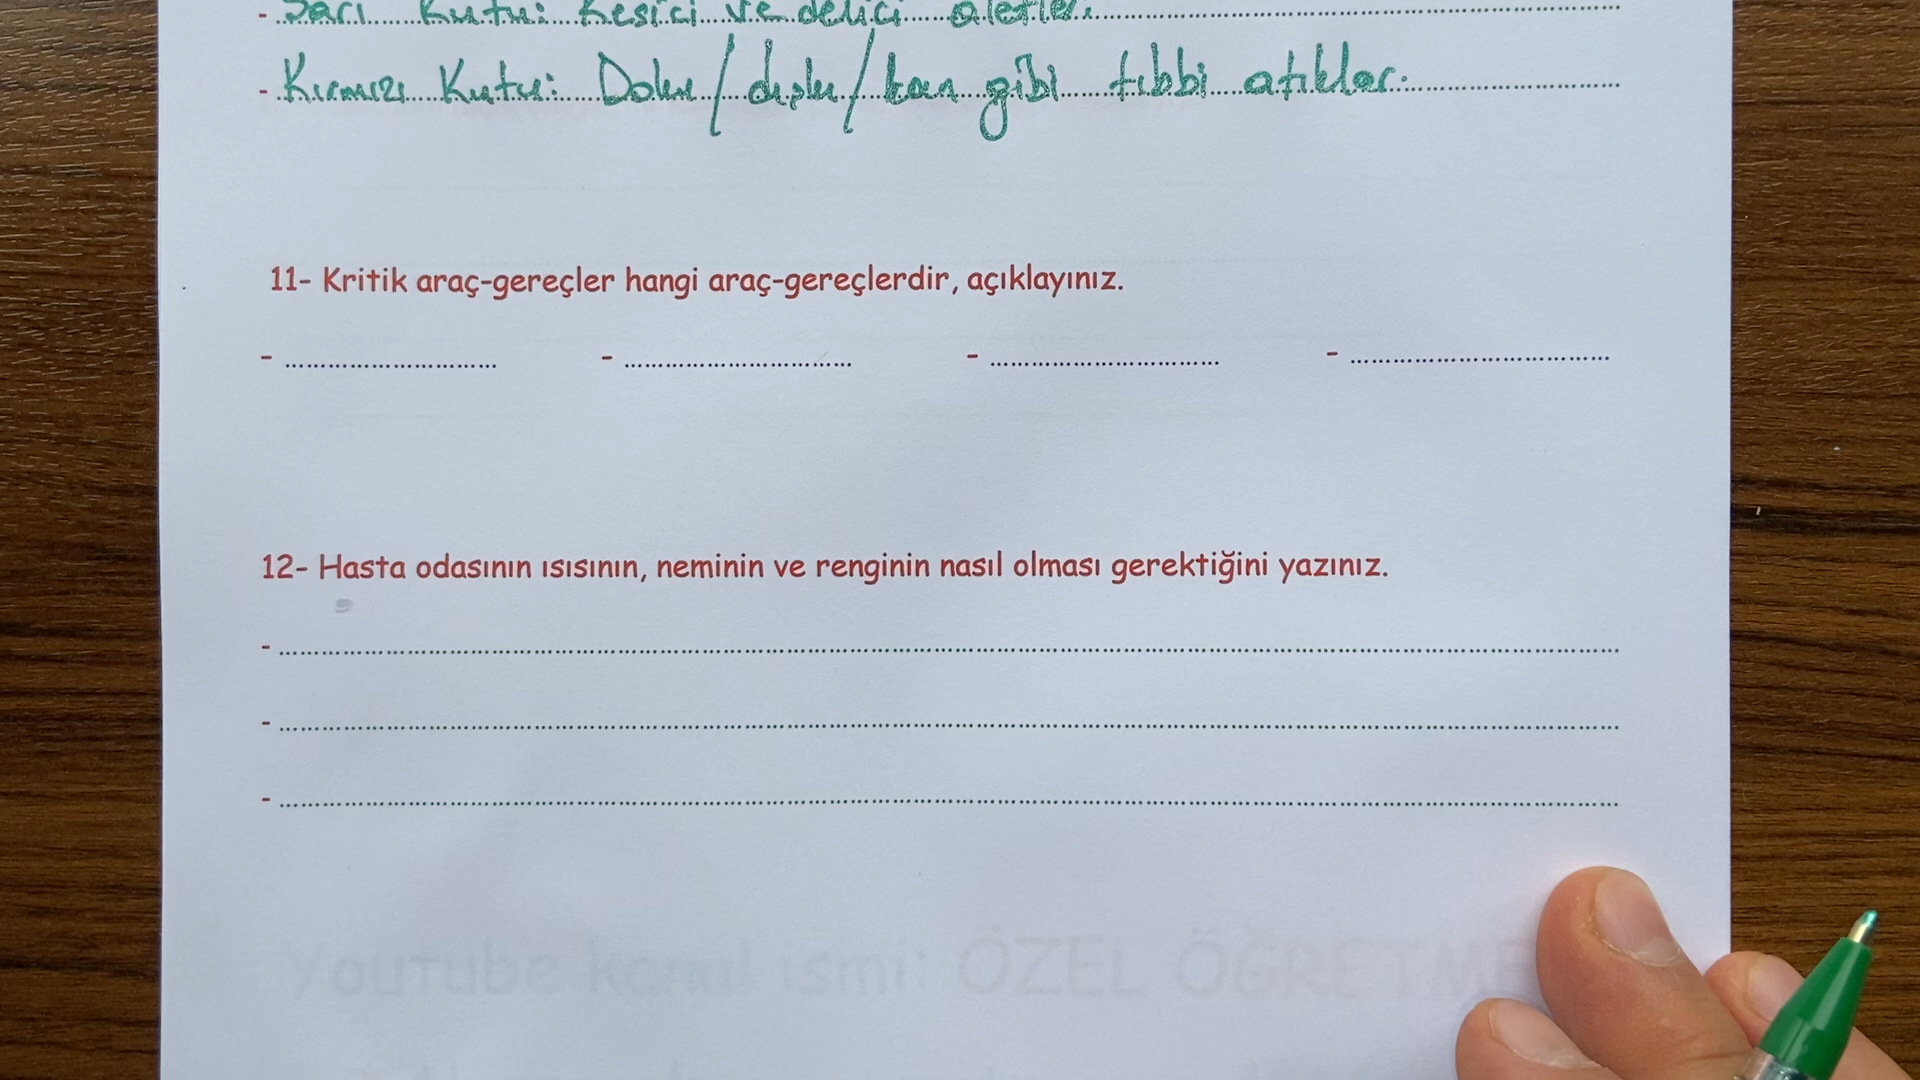 - Sarı Kutu: Kesici ve delici aletler.
- Kırmızı Kutu: Doku / dışkı / kan gibi tıbbi atıklar.
11- Kritik araç-gereçler hangi araç-gereçlerdir, açıklayınız.
- - - -
12- Hasta odasının ısısının, neminin ve renginin nasıl olması gerektiğini yazınız.
-
-
-
Youtube kanal ismi: ÖZEL